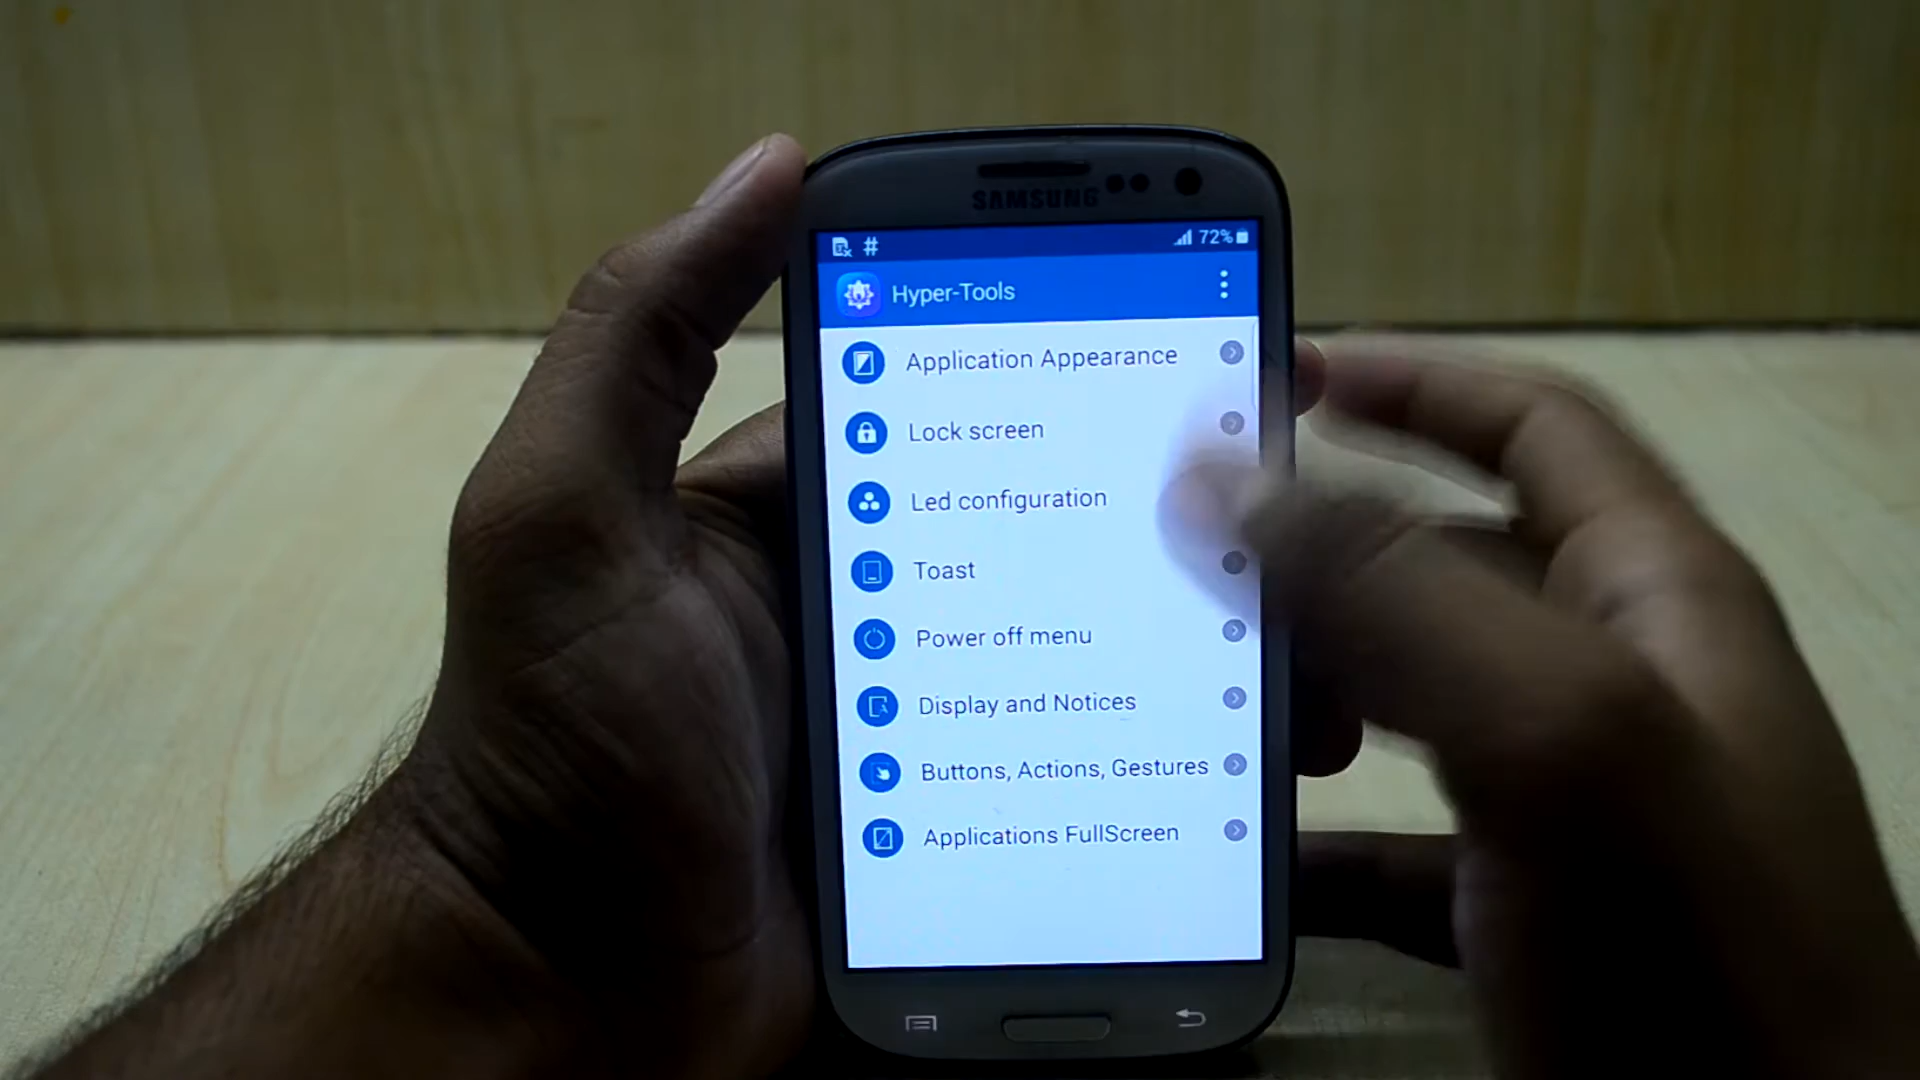 SAMSUNG
# 72%
Hyper-Tools
Application Appearance
Lock screen
Led configuration
Toast
Power off menu
Display and Notices
Buttons, Actions, Gestures
Applications FullScreen